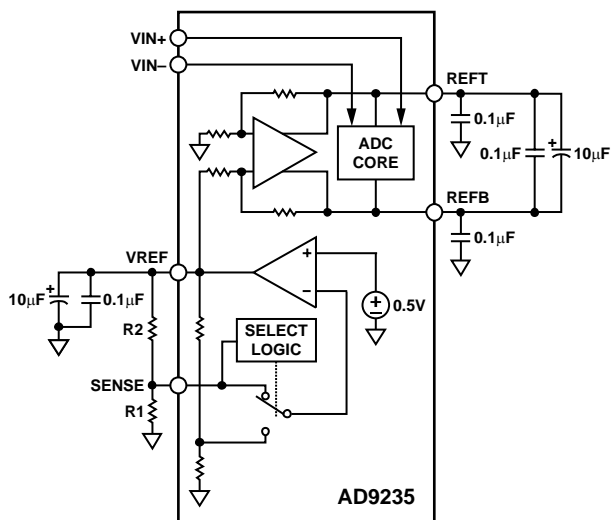 VIN+
VIN–
REFT
0.1µF
ADC
CORE
0.1µF
10µF
+
REFB
0.1µF
VREF
+
10µF
0.1µF
R2
+
–
0.5V
+
–
SELECT
LOGIC
SENSE
R1
AD9235